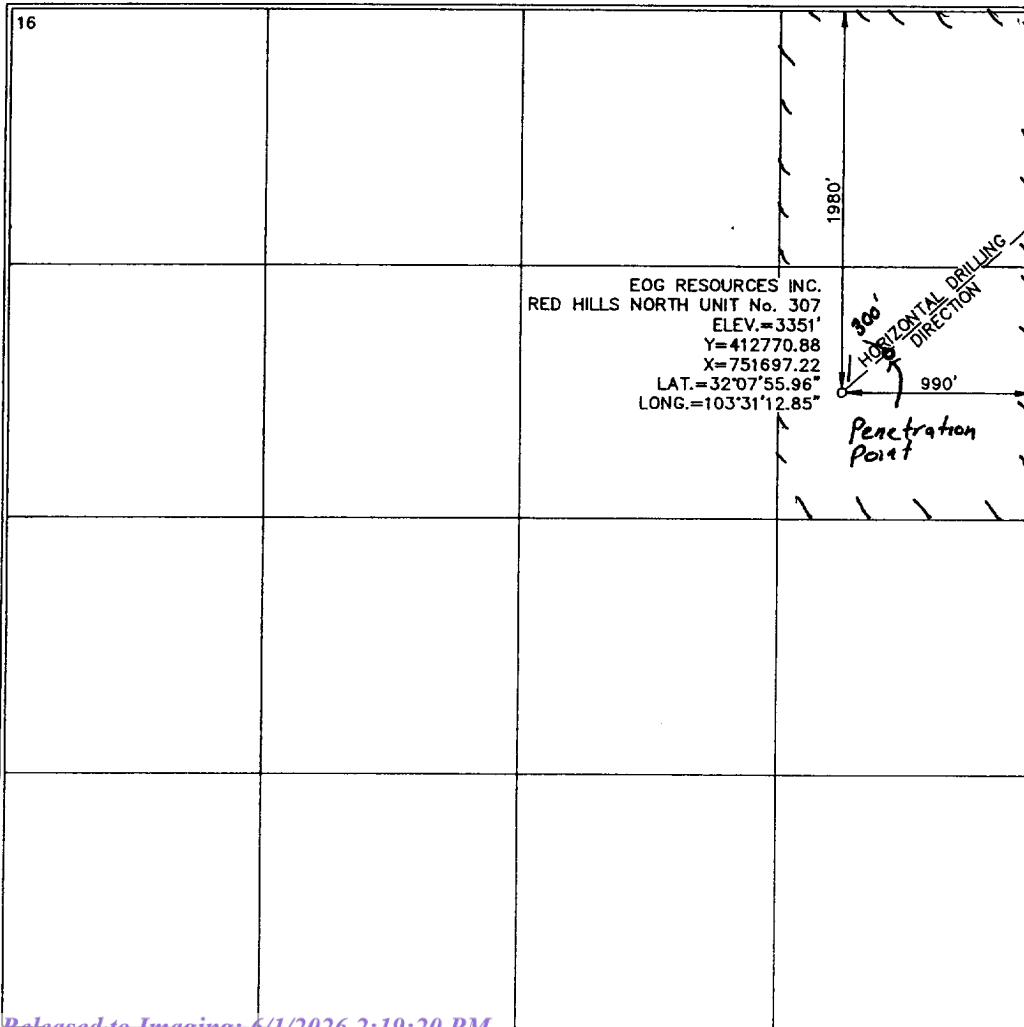 16
1980'
EOG RESOURCES INC.
RED HILLS NORTH UNIT No. 307
ELEV.=3351'
Y=412770.88
X=751697.22
LAT.=32°07'55.96"
LONG.=103°31'12.85"
300'
HORIZONTAL DRILLING
DIRECTION
990'
Penetration
Point
Released to Imaging: 6/1/2026 2:19:20 PM